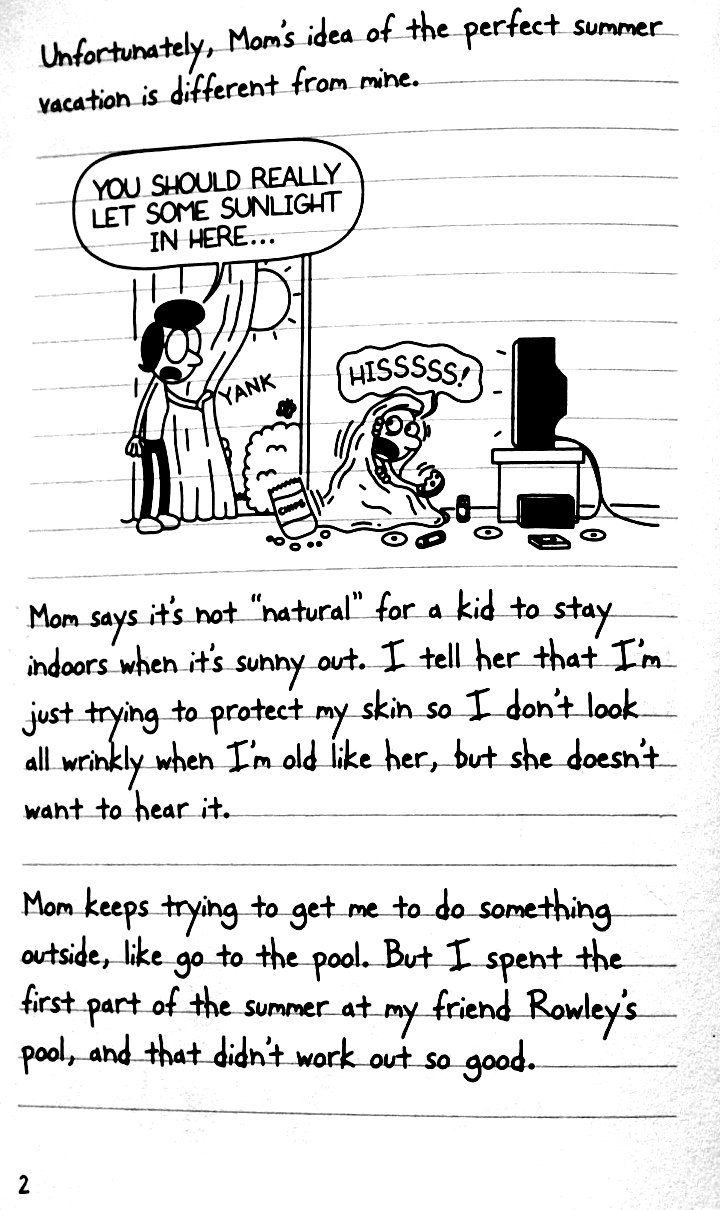 Unfortunately, Mom's idea of the perfect summer
vacation is different from mine.
YOU SHOULD REALLY
LET SOME SUNLIGHT
IN HERE...
YANK
HISSSSS!
CHIPS
Mom says it's not "natural" for a kid to stay
indoors when it's sunny out. I tell her that I'm
just trying to protect my skin so I don't look
all wrinkly when I'm old like her, but she doesn't
want to hear it.
Mom keeps trying to get me to do something
outside, like go to the pool. But I spent the
first part of the summer at my friend Rowley's
pool, and that didn't work out so good.
2